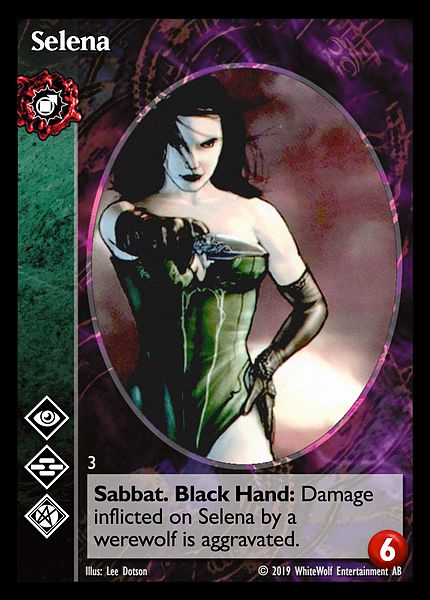 Selena
3
Sabbat. Black Hand: Damage
inflicted on Selena by a
werewolf is aggravated.
6
Illus: Lee Dotson © 2019 WhiteWolf Entertainment AB